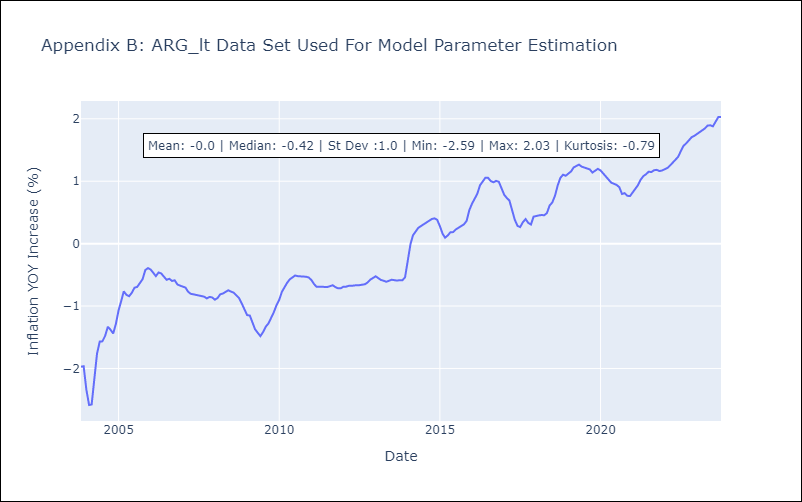 Appendix B: ARG_lt Data Set Used For Model Parameter Estimation
Mean: -0.0 | Median: -0.42 | St Dev :1.0 | Min: -2.59 | Max: 2.03 | Kurtosis: -0.79
Inflation YOY Increase (%)
2
1
0
−1
−2
2005
2010
2015
2020
Date